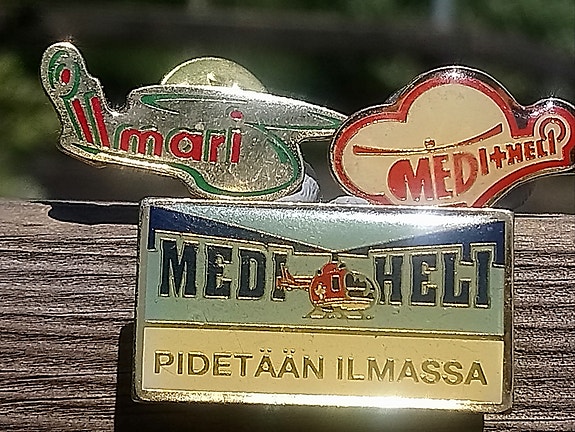 ilmari
MEDI+HELI
MEDI HELI
PIDETÄÄN ILMASSA